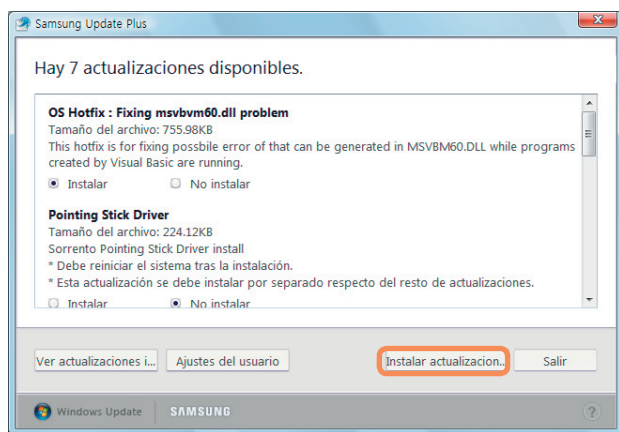 Samsung Update Plus
Hay 7 actualizaciones disponibles.
OS Hotfix : Fixing msvbvm60.dll problem
Tamaño del archivo: 755.98KB
This hotfix is for fixing possbile error of that can be generated in MSVBM60.DLL while programs
created by Visual Basic are running.
Instalar No instalar
Pointing Stick Driver
Tamaño del archivo: 224.12KB
Sorrento Pointing Stick Driver install
* Debe reiniciar el sistema tras la instalación.
* Esta actualización se debe instalar por separado respecto del resto de actualizaciones.
Instalar No instalar
Ver actualizaciones i... Ajustes del usuario Instalar actualizacion.. Salir
Windows Update SAMSUNG ?